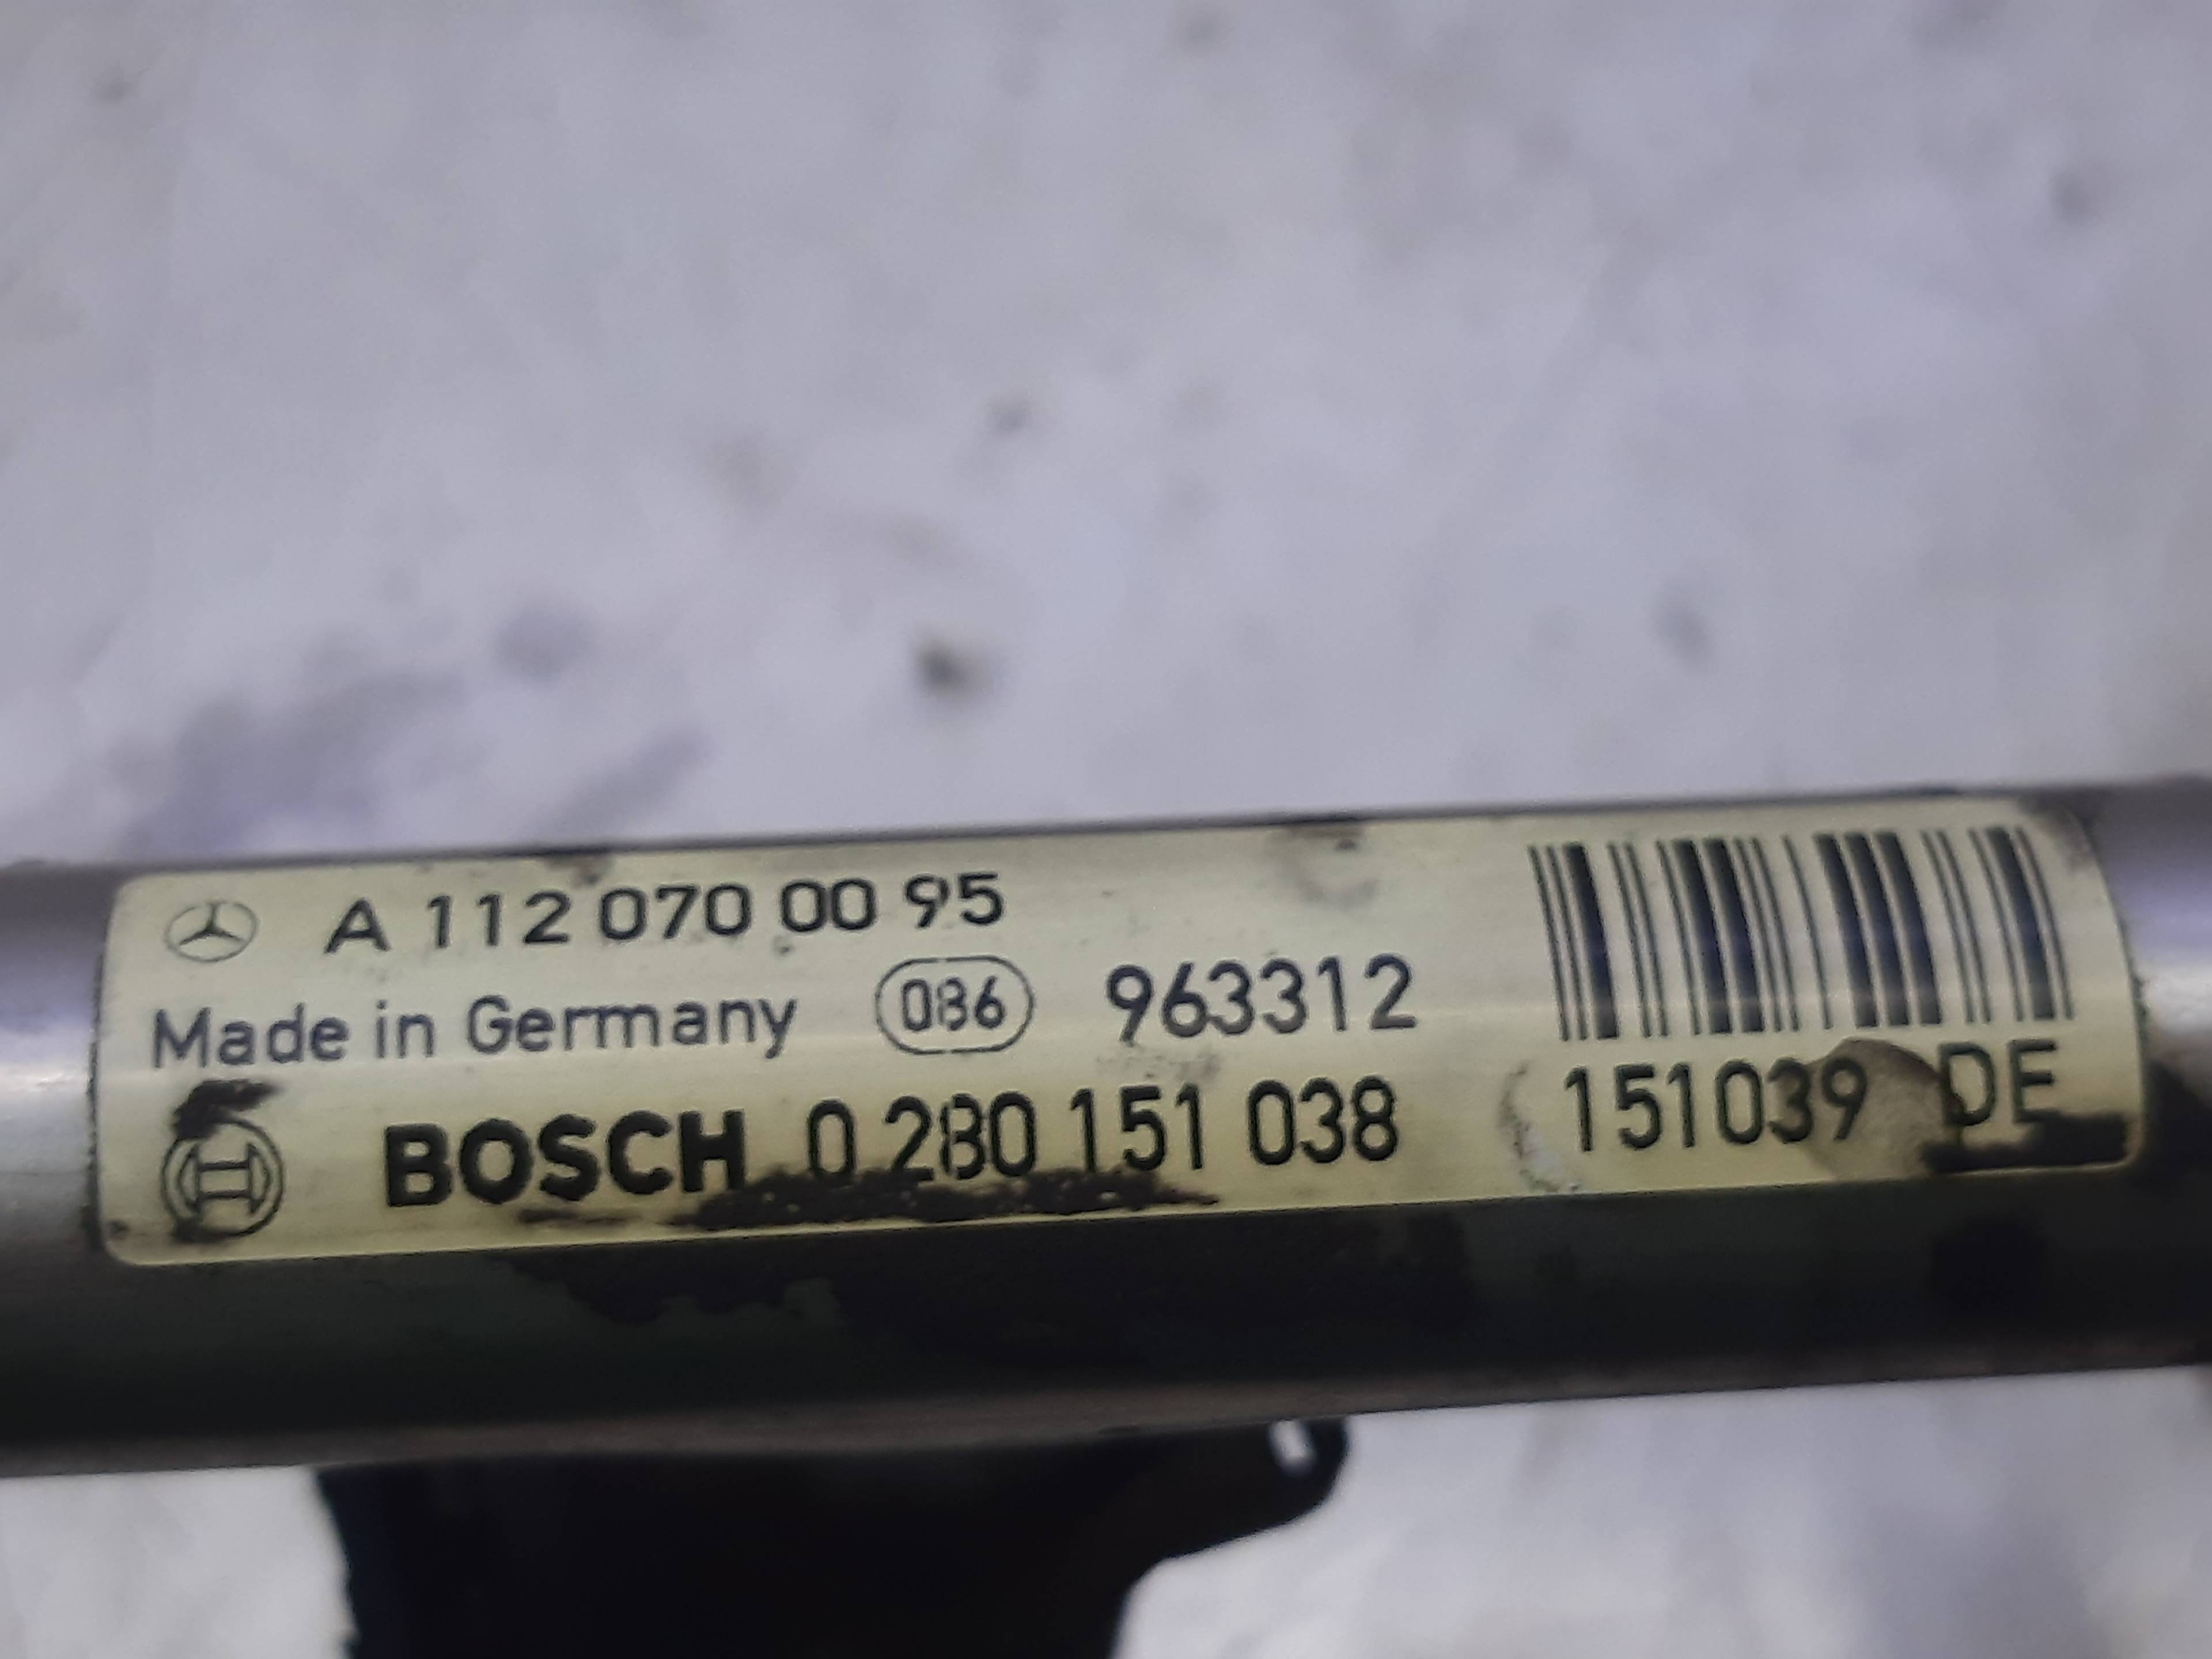 A 112 070 00 95
Made in Germany 086 963312
BOSCH 0 280 151 038 151039 DE